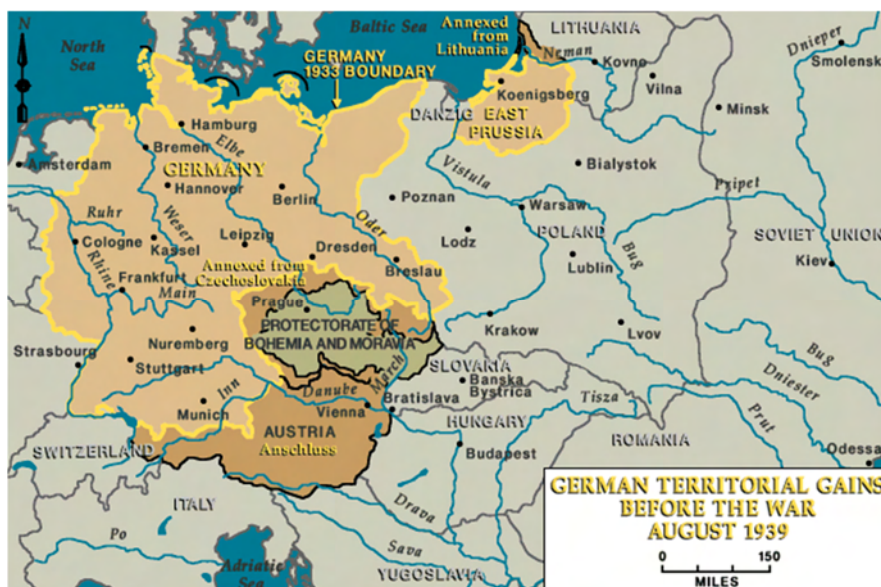 N
North
Sea
Baltic Sea
Annexed
from
Lithuania
LITHUANIA
Neman
Dnieper
Smolensk
Kovno
Vilna
GERMANY
1933 BOUNDARY
Koenigsberg
DANZIG
EAST
PRUSSIA
Minsk
Hamburg
Bremen
Elbe
Amsterdam
GERMANY
Hannover
Berlin
Vistula
Bialystok
Pripet
Poznan
Warsaw
Ruhr
Weser
Oder
Lodz
POLAND
SOVIET UNION
Cologne
Kassel
Leipzig
Dresden
Bug
Kiev
Rhine
Frankfurt
Annexed from
Czechoslovakia
Breslau
Lublin
Main
Prague
Nuremberg
PROTECTORATE OF
BOHEMIA AND MORAVIA
Krakow
Lvov
Strasbourg
Stuttgart
March
SLOVAKIA
Bug
Inn
Danube
Banska
Bystrica
Dniester
Munich
Vienna
Bratislava
Tisza
Prut
SWITZERLAND
AUSTRIA
Anschluss
HUNGARY
Budapest
ROMANIA
Odessa
ITALY
Drava
Po
Sava
Adriatic
Sea
YUGOSLAVIA
GERMAN TERRITORIAL GAINS
BEFORE THE WAR
AUGUST 1939
0 150
MILES